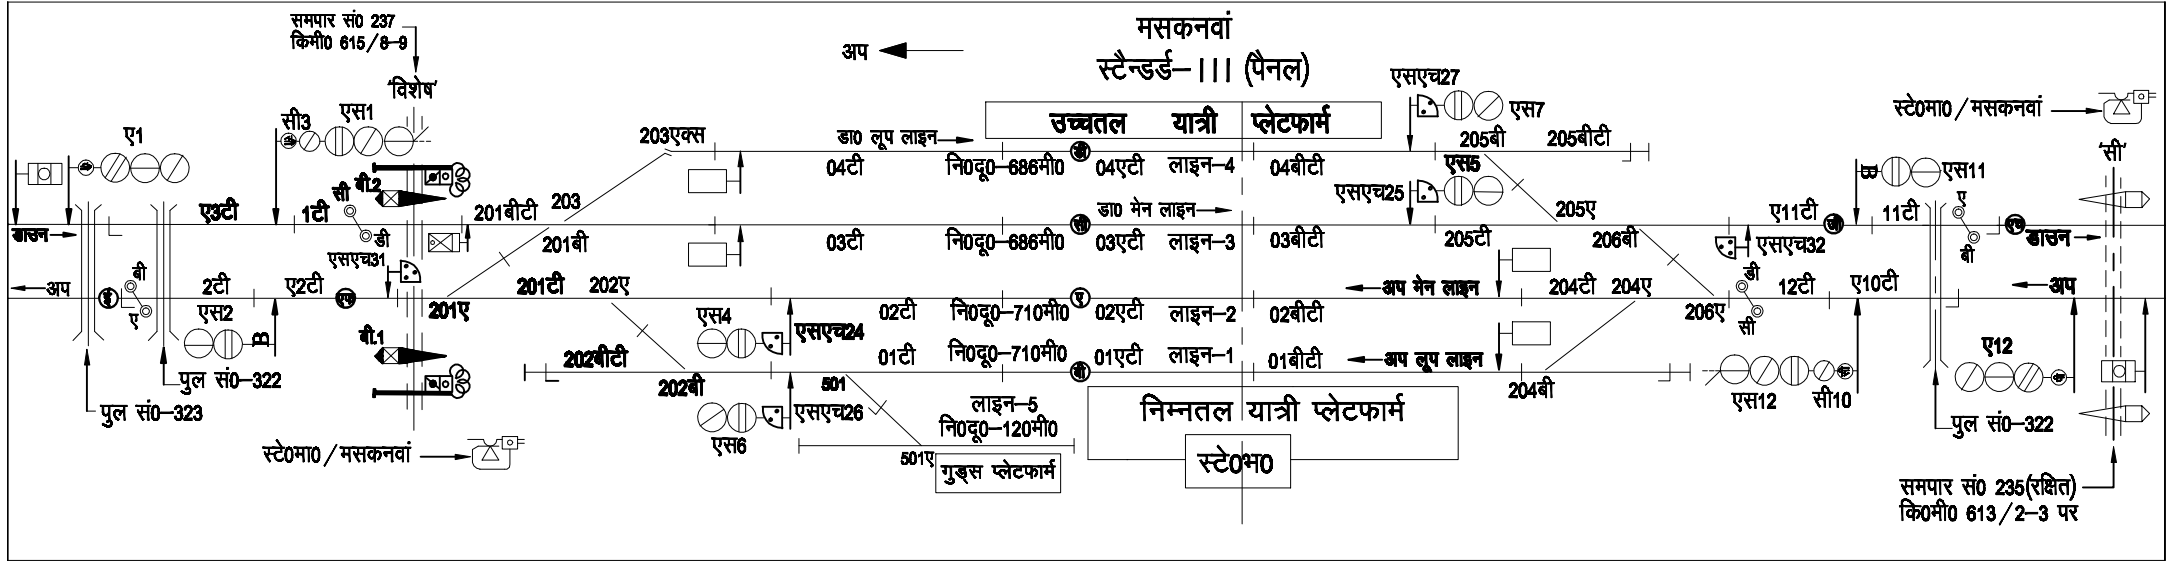 मसकनवां
स्टैन्डर्ड–III (पैनल)
अप
समपार सं0 237
किमी0 615/8–9
'विशेष'
ए1
सी3
एस1
203एक्स
डा0 लूप लाइन
उच्चतल यात्री प्लेटफार्म
एसएच27
एस7
205बी
205बीटी
स्टे0मा0/मसकनवां
'सी'
04टी
नि0दू0–686मी0
डी
04एटी
लाइन–4
04बीटी
एस5
एसएच25
एस11
B
बी.2
सी
डी
ए3टी
1टी
201बीटी
203
201बी
डा0 मेन लाइन
205ए
206बी
ए11टी
जी
11टी
ए
बी
एच
डाउन
डाउन
03टी
नि0दू0–686मी0
सी
03एटी
लाइन–3
03बीटी
205टी
एसएच32
एसएच31
अप
ई
बी
ए
2टी
ए2टी
एफ
201ए
201टी
202ए
अप मेन लाइन
204टी
204ए
206ए
डी
सी
12टी
ए10टी
अप
एस2
B
बी.1
एस4
एसएच24
02टी
नि0दू0–710मी0
ए
02एटी
लाइन–2
02बीटी
202बीटी
202बी
01टी
नि0दू0–710मी0
बी
01एटी
लाइन–1
01बीटी
अप लूप लाइन
204बी
ए12
एस12
सी10
पुल सं0–322
पुल सं0–323
पुल सं0–322
501
एसएच26
एस6
लाइन–5
नि0दू0–120मी0
501ए
गुड्स प्लेटफार्म
निम्नतल यात्री प्लेटफार्म
स्टे0भ0
स्टे0मा0/मसकनवां
समपार सं0 235(रक्षित)
कि0मी0 613/2–3 पर